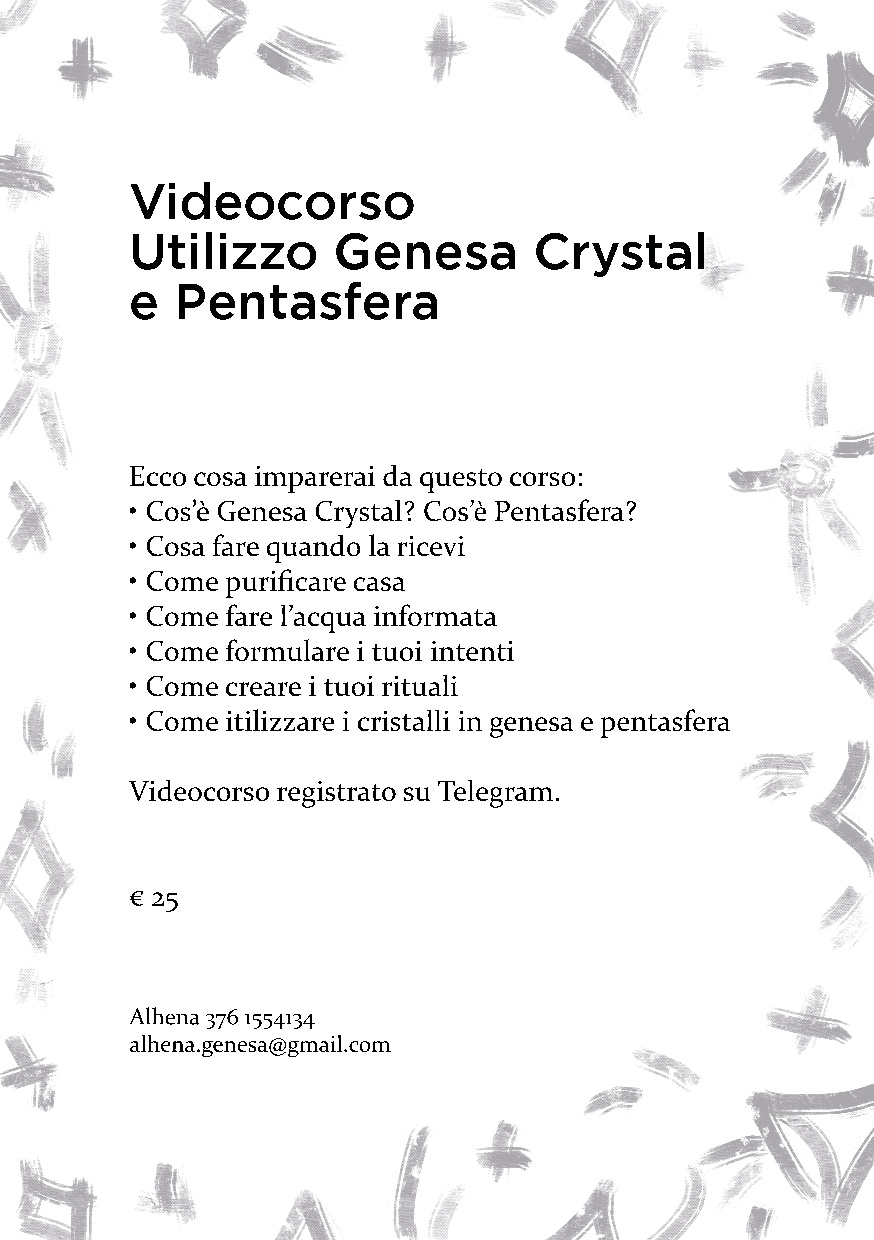 Videocorso
Utilizzo Genesa Crystal
e Pentasfera
Ecco cosa imparerai da questo corso:
• Cos’è Genesa Crystal? Cos’è Pentasfera?
• Cosa fare quando la ricevi
• Come purificare casa
• Come fare l’acqua informata
• Come formulare i tuoi intenti
• Come creare i tuoi rituali
• Come itilizzare i cristalli in genesa e pentasfera
Videocorso registrato su Telegram.
€ 25
Alhena 376 1554134
alhena.genesa@gmail.com